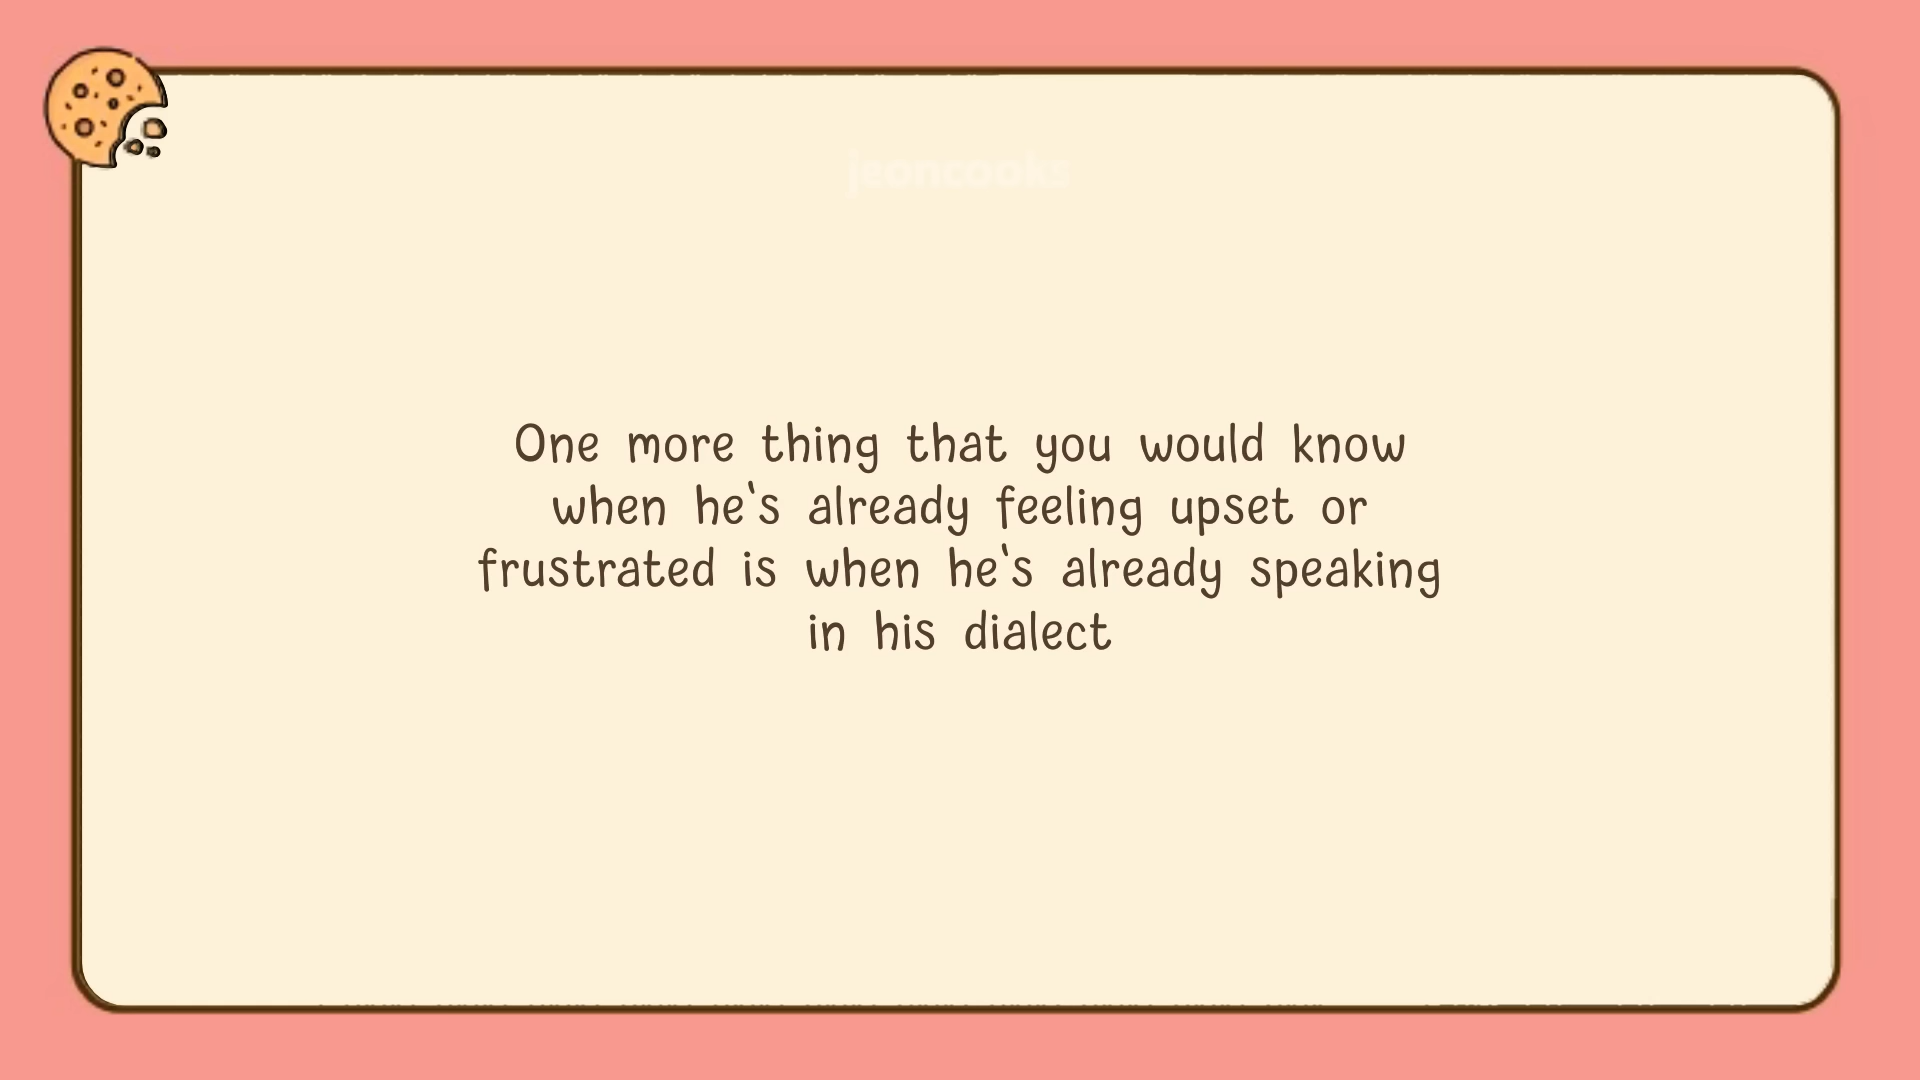 jeoncooks
One more thing that you would know
when he's already feeling upset or
frustrated is when he's already speaking
in his dialect